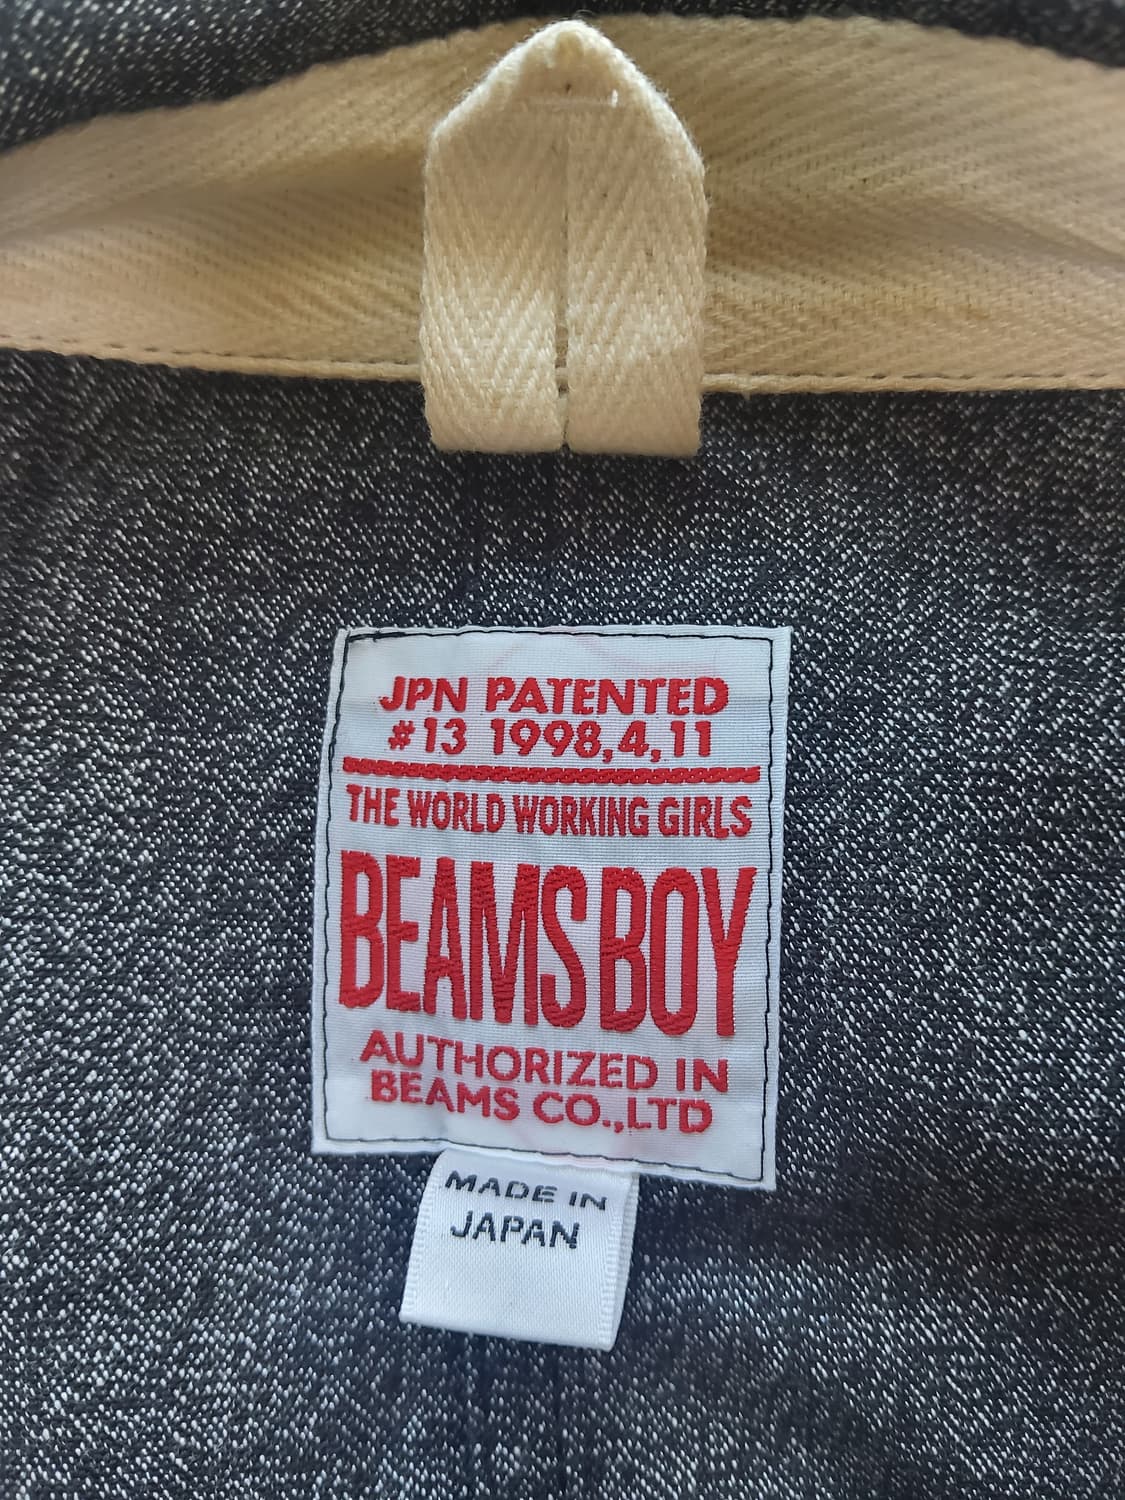 JPN PATENTED
#13 1998,4,11
THE WORLD WORKING GIRLS
BEAMS BOY
AUTHORIZED IN
BEAMS CO.,LTD
MADE IN
JAPAN